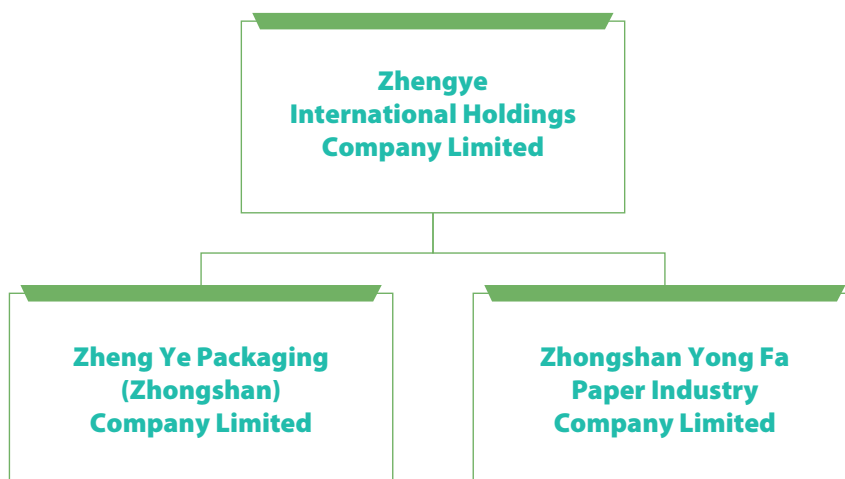 Zhengye
International Holdings
Company Limited
Zheng Ye Packaging
(Zhongshan)
Company Limited
Zhongshan Yong Fa
Paper Industry
Company Limited